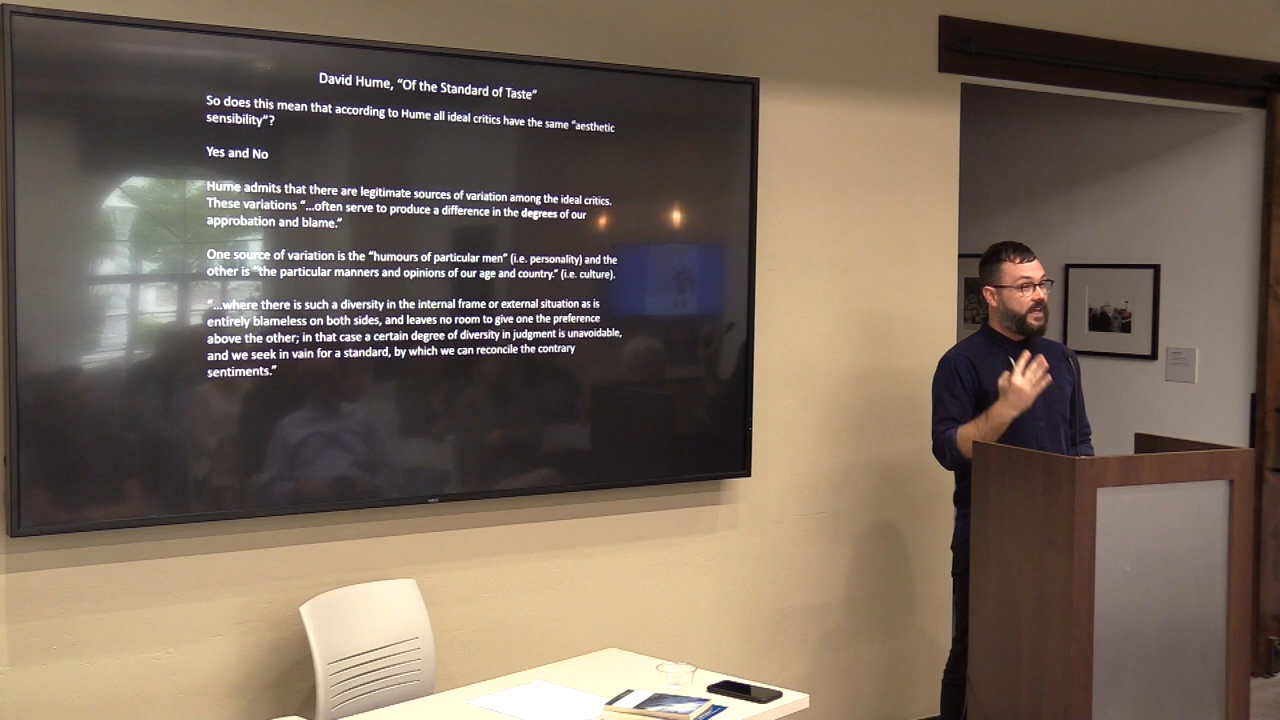 David Hume, “Of the Standard of Taste”
So does this mean that according to Hume all ideal critics have the same “aesthetic
sensibility”?
Yes and No
Hume admits that there are legitimate sources of variation among the ideal critics.
These variations “...often serve to produce a difference in the degrees of our
approbation and blame.”
One source of variation is the “humours of particular men” (i.e. personality) and the
other is “the particular manners and opinions of our age and country.” (i.e. culture).
“...where there is such a diversity in the internal frame or external situation as is
entirely blameless on both sides, and leaves no room to give one the preference
above the other; in that case a certain degree of diversity in judgment is unavoidable,
and we seek in vain for a standard, by which we can reconcile the contrary
sentiments.”